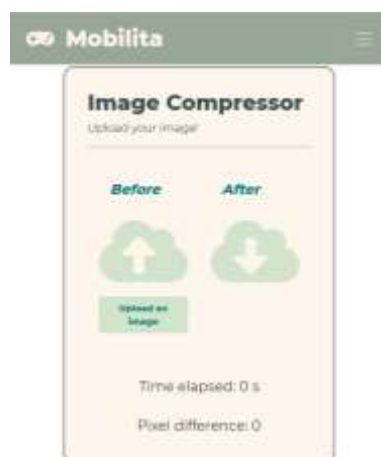 Mobilita
Image Compressor
Upload your image!
Before After
Upload an
image
Time elapsed: 0 s
Pixel difference: 0